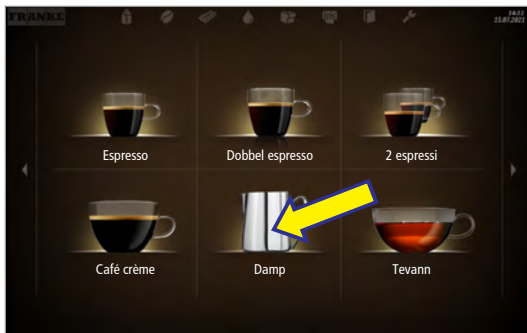 FRANKE
14:11
15.07.2021
Espresso
Dobbel espresso
2 espressi
Café crème
Damp
Tevann